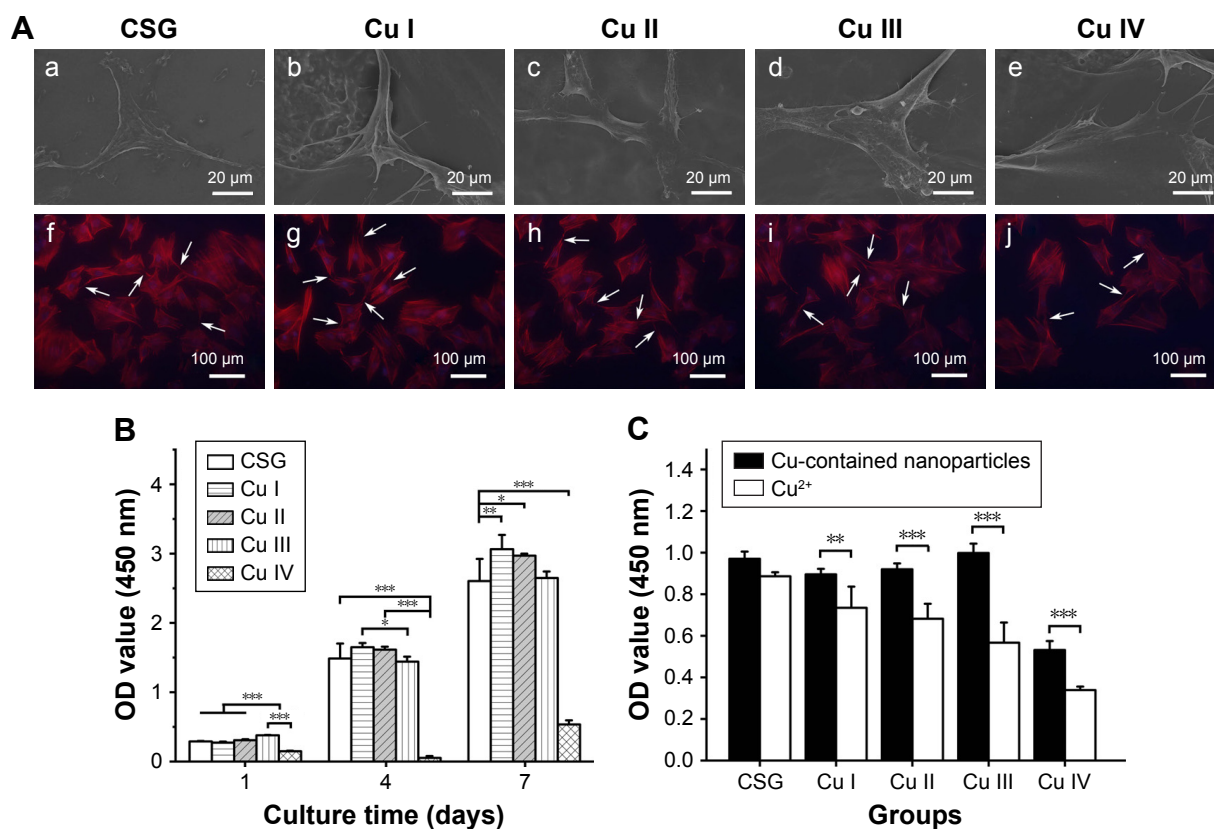 A
CSG Cu I Cu II Cu III Cu IV
a b c d e
20 µm 20 µm 20 µm 20 µm 20 µm
f g h i j
100 µm 100 µm 100 µm 100 µm 100 µm
B
OD value (450 nm)
4
3
2
1
0
CSG
Cu I
Cu II
Cu III
Cu IV
***
***
***
***
*
***
*
**
1 4 7
Culture time (days)
C
OD value (450 nm)
1.4
1.2
1.0
0.8
0.6
0.4
0.2
0.0
Cu-contained nanoparticles
Cu²⁺
**
***
***
***
CSG Cu I Cu II Cu III Cu IV
Groups